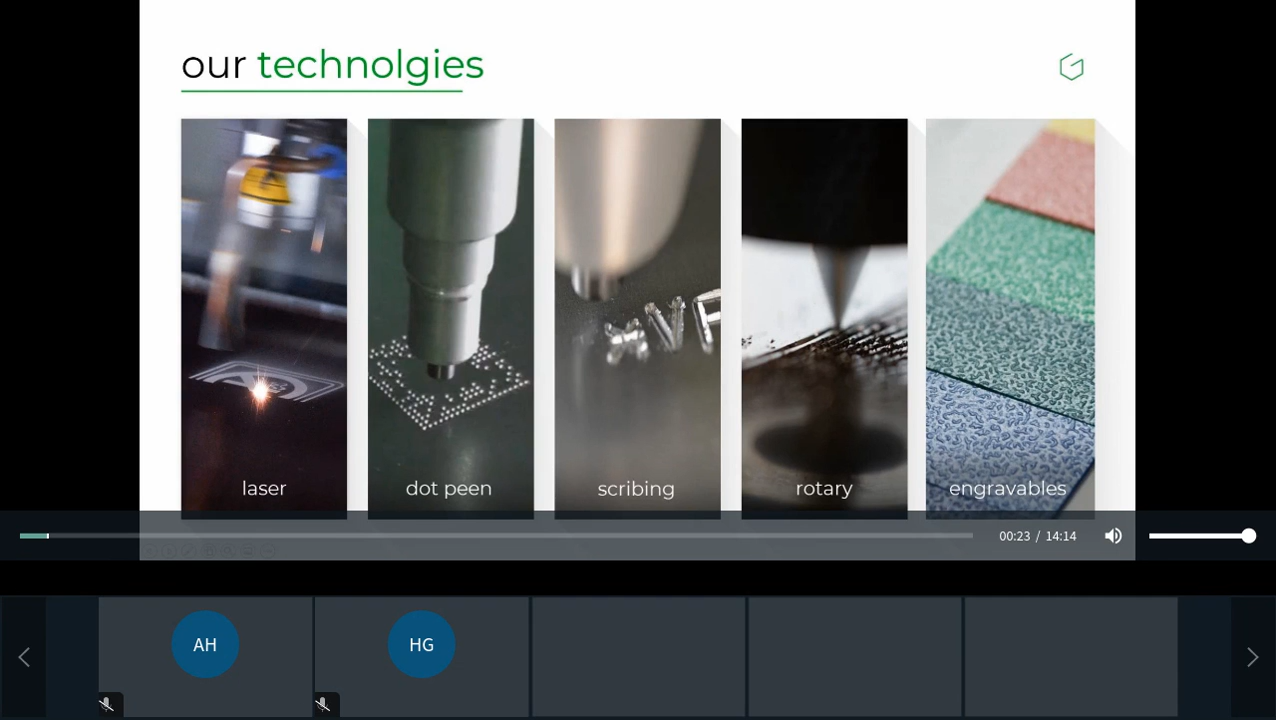 our technolgies
laser
dot peen
scribing
rotary
engravables
00:23 / 14:14
AH
HG